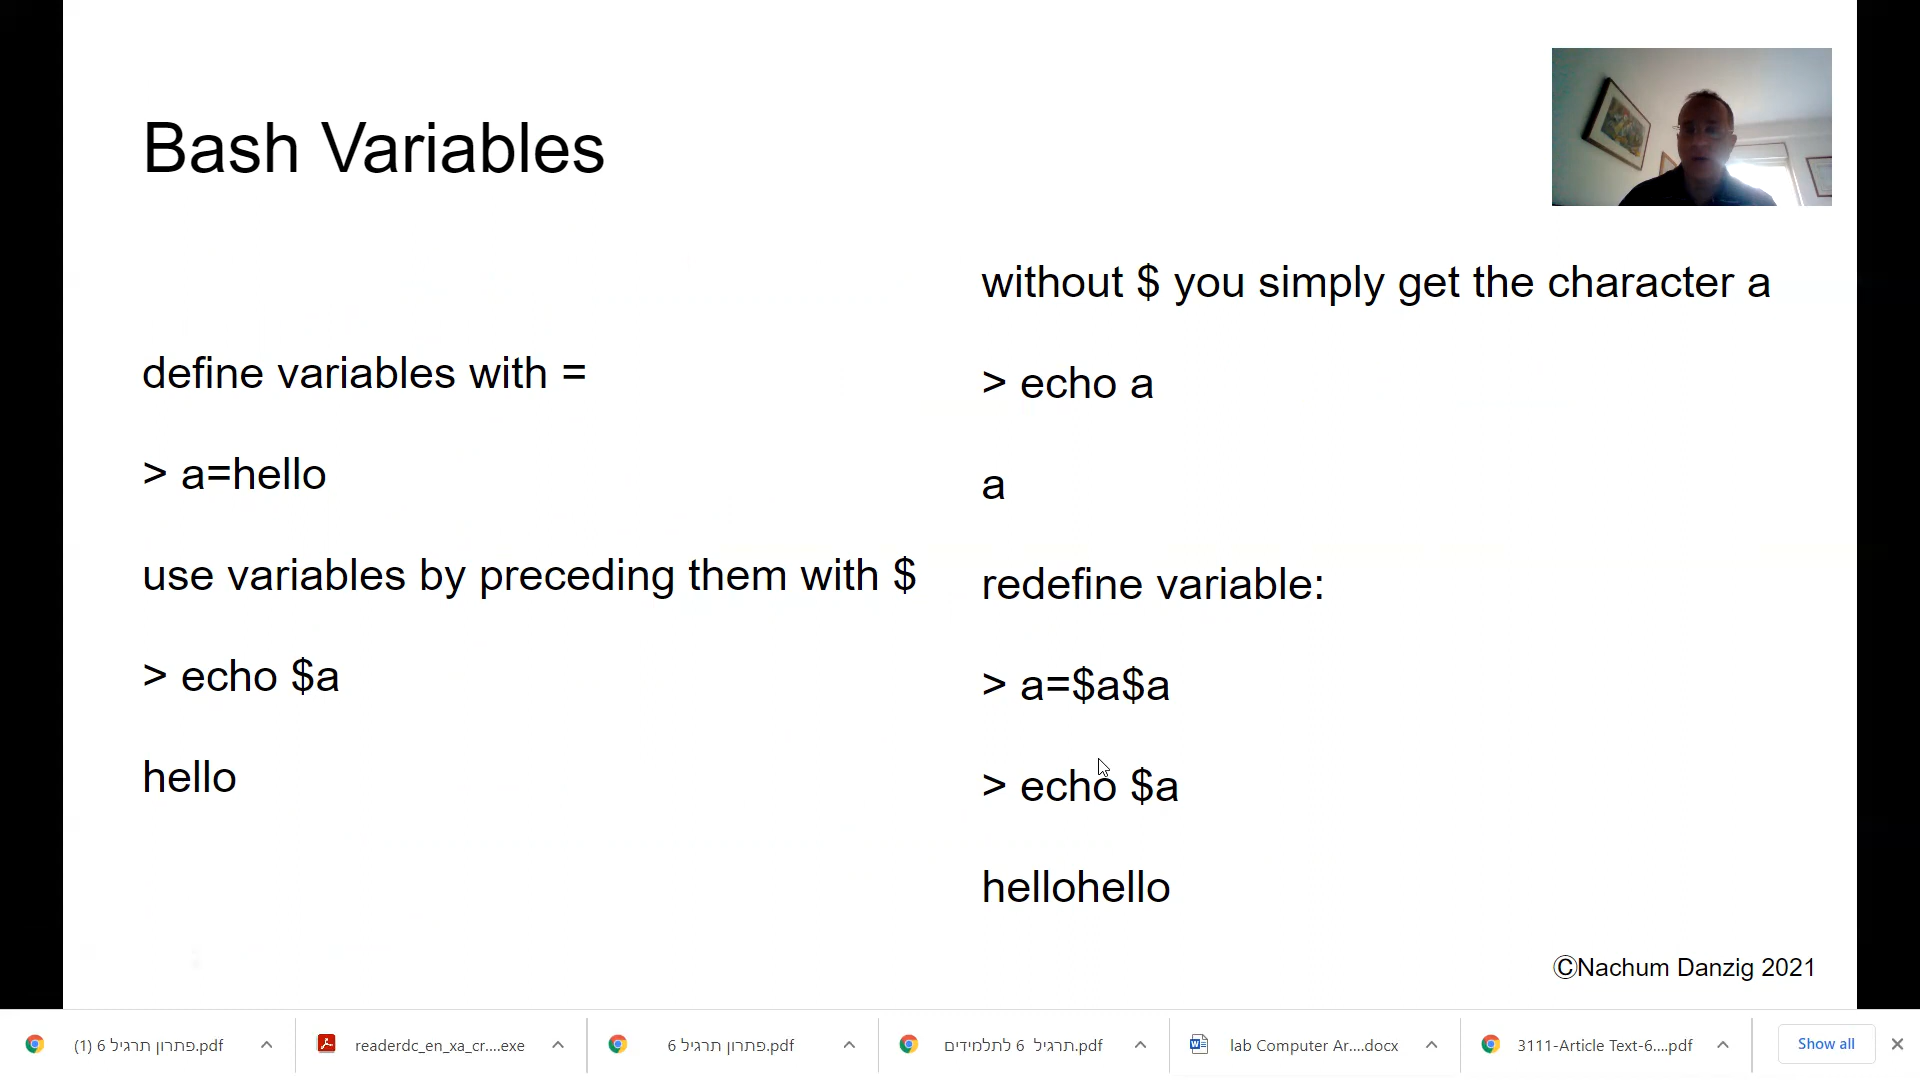 Bash Variables
define variables with =
> a=hello
use variables by preceding them with $
> echo $a
hello
without $ you simply get the character a
> echo a
a
redefine variable:
> a=$a$a
> echo $a
hellohello
©Nachum Danzig 2021
פתרון תרגיל 6 (1).pdf
readerdc_en_xa_cr....exe
פתרון תרגיל 6.pdf
תרגיל 6 לתלמידים.pdf
lab Computer Ar....docx
3111-Article Text-6....pdf
Show all